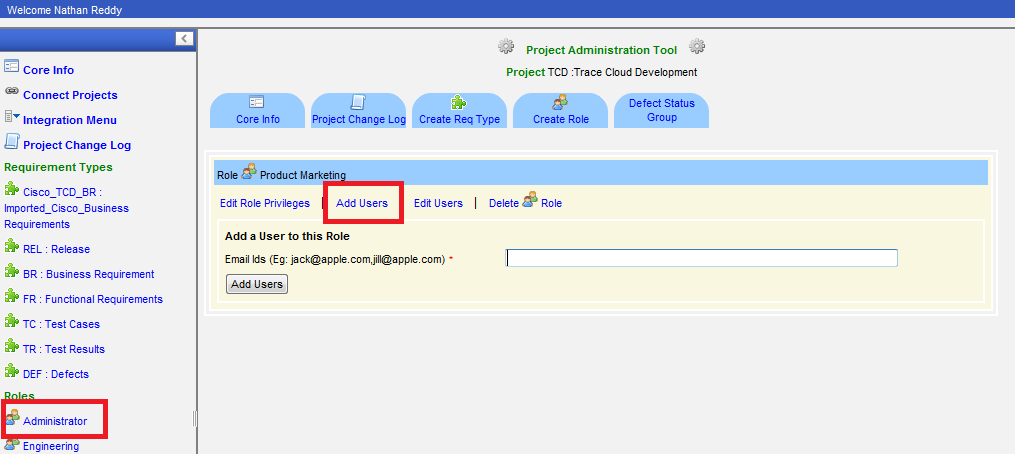 Welcome Nathan Reddy
<
Core Info
Connect Projects
Integration Menu
Project Change Log
Requirement Types
Cisco_TCD_BR :
Imported_Cisco_Business
Requirements
REL : Release
BR : Business Requirement
FR : Functional Requirements
TC : Test Cases
TR : Test Results
DEF : Defects
Roles
Administrator
Engineering
Project Administration Tool
Project TCD :Trace Cloud Development
Core Info
Project Change Log
Create Req Type
Create Role
Defect Status
Group
Role Product Marketing
Edit Role Privileges | Add Users | Edit Users | Delete Role
Add a User to this Role
Email Ids (Eg: jack@apple.com,jill@apple.com) *
Add Users